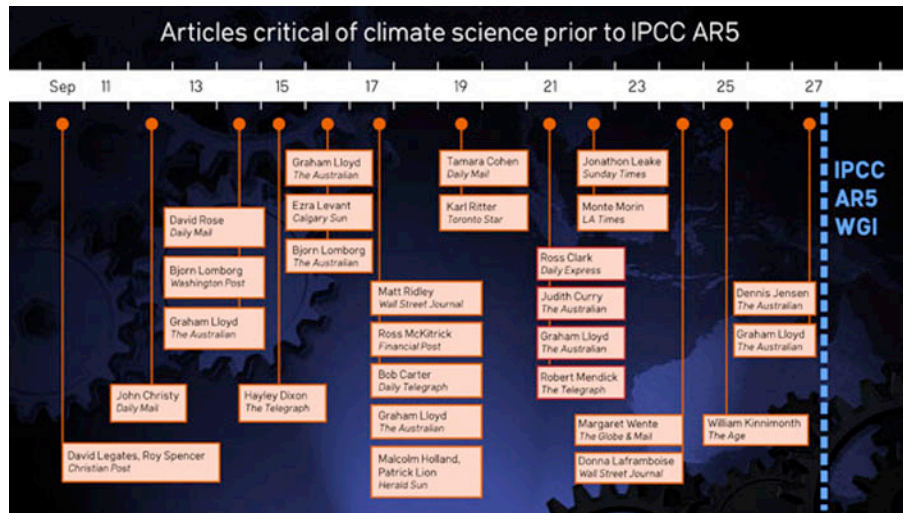 Articles critical of climate science prior to IPCC AR5
Sep 11 13 15 17 19 21 23 25 27
Graham Lloyd
The Australian
Ezra Levant
Calgary Sun
Bjorn Lomborg
The Australian
Tamara Cohen
Daily Mail
Karl Ritter
Toronto Star
Jonathon Leake
Sunday Times
Monte Morin
LA Times
IPCC
AR5
WGI
David Rose
Daily Mail
Bjorn Lomborg
Washington Post
Graham Lloyd
The Australian
Ross Clark
Daily Express
Judith Curry
The Australian
Graham Lloyd
The Australian
Robert Mendick
The Telegraph
Matt Ridley
Wall Street Journal
Ross McKitrick
Financial Post
Bob Carter
Daily Telegraph
Graham Lloyd
The Australian
Malcolm Holland,
Patrick Lion
Herald Sun
Dennis Jensen
The Australian
Graham Lloyd
The Australian
John Christy
Daily Mail
Hayley Dixon
The Telegraph
Margaret Wente
The Globe & Mail
Donna Laframboise
Wall Street Journal
William Kinnimonth
The Age
David Legates, Roy Spencer
Christian Post